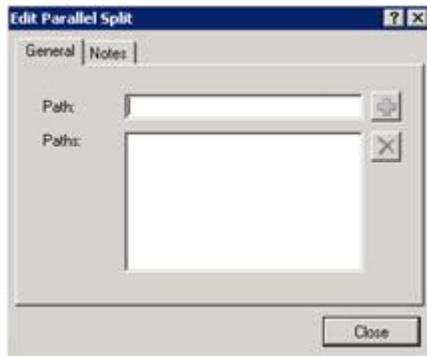 Edit Parallel Split
General Notes
Path:
Paths:
Close